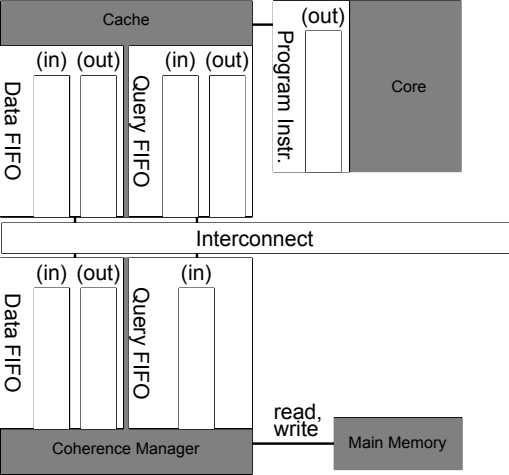 Cache
(out)
Program Instr.
Core
(in) (out)
(in) (out)
Data FIFO
Query FIFO
Interconnect
(in) (out)
(in)
Data FIFO
Query FIFO
read,
write
Coherence Manager
Main Memory